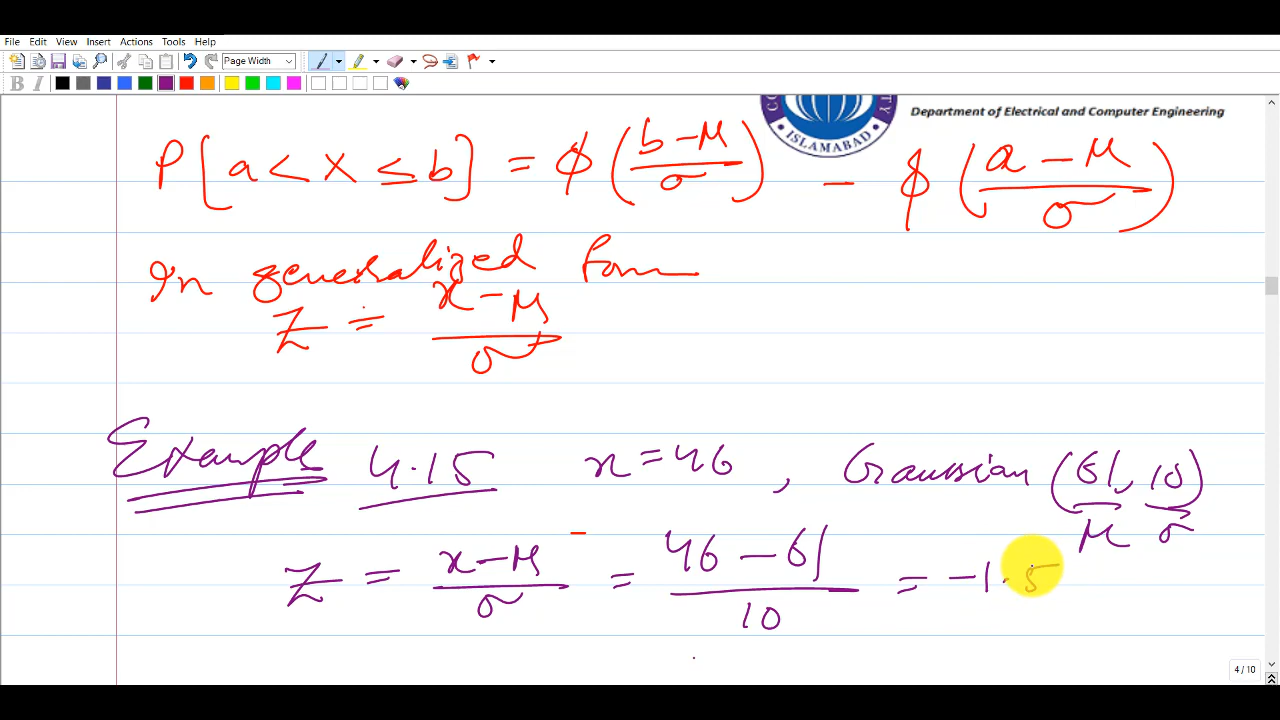 File Edit View Insert Actions Tools Help
Page Width
B I
ISLAMABAD
Department of Electrical and Computer Engineering
P[a < X ≤ b] = ϕ((b-μ)/σ) - ϕ((a-μ)/σ)
In generalized form
Z = (x-μ)/σ
Example 4.15 x=46, Gaussian (61, 10)
μ σ
Z = (x-μ)/σ = (46-61)/10 = -1.5
4 / 10